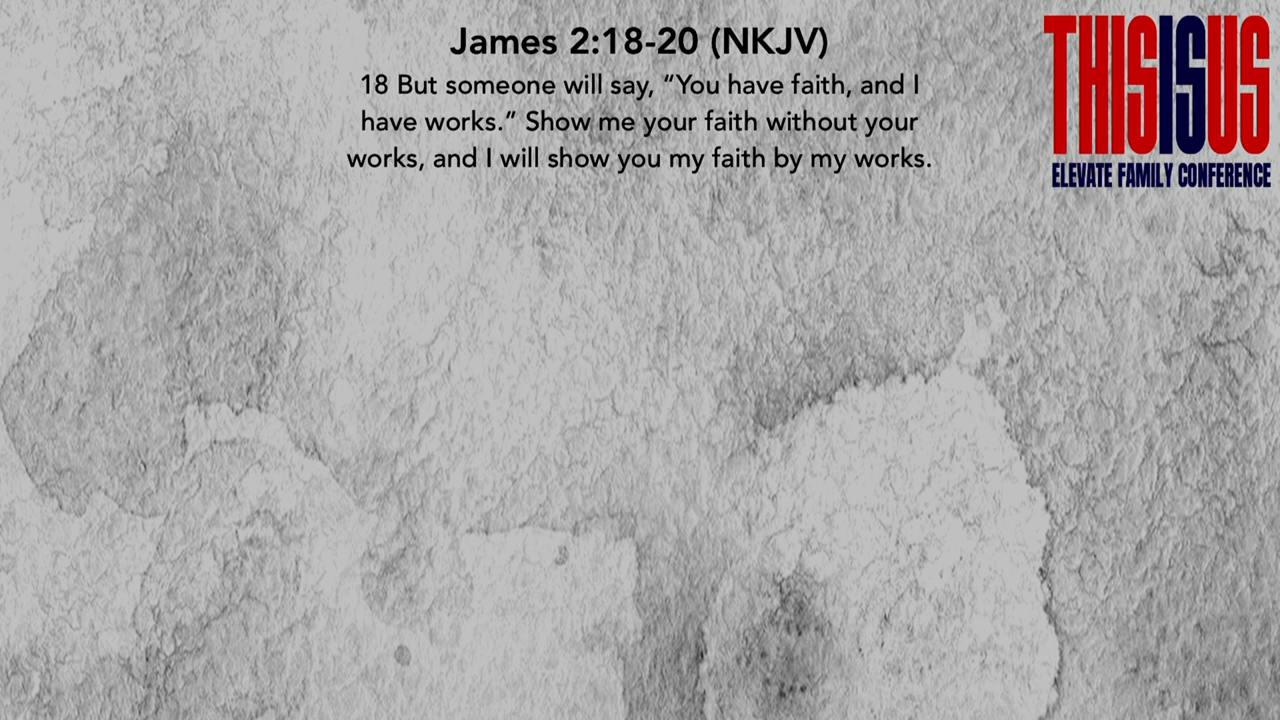 James 2:18-20 (NKJV)
18 But someone will say, “You have faith, and I
have works.” Show me your faith without your
works, and I will show you my faith by my works.
THISISUS
ELEVATE FAMILY CONFERENCE